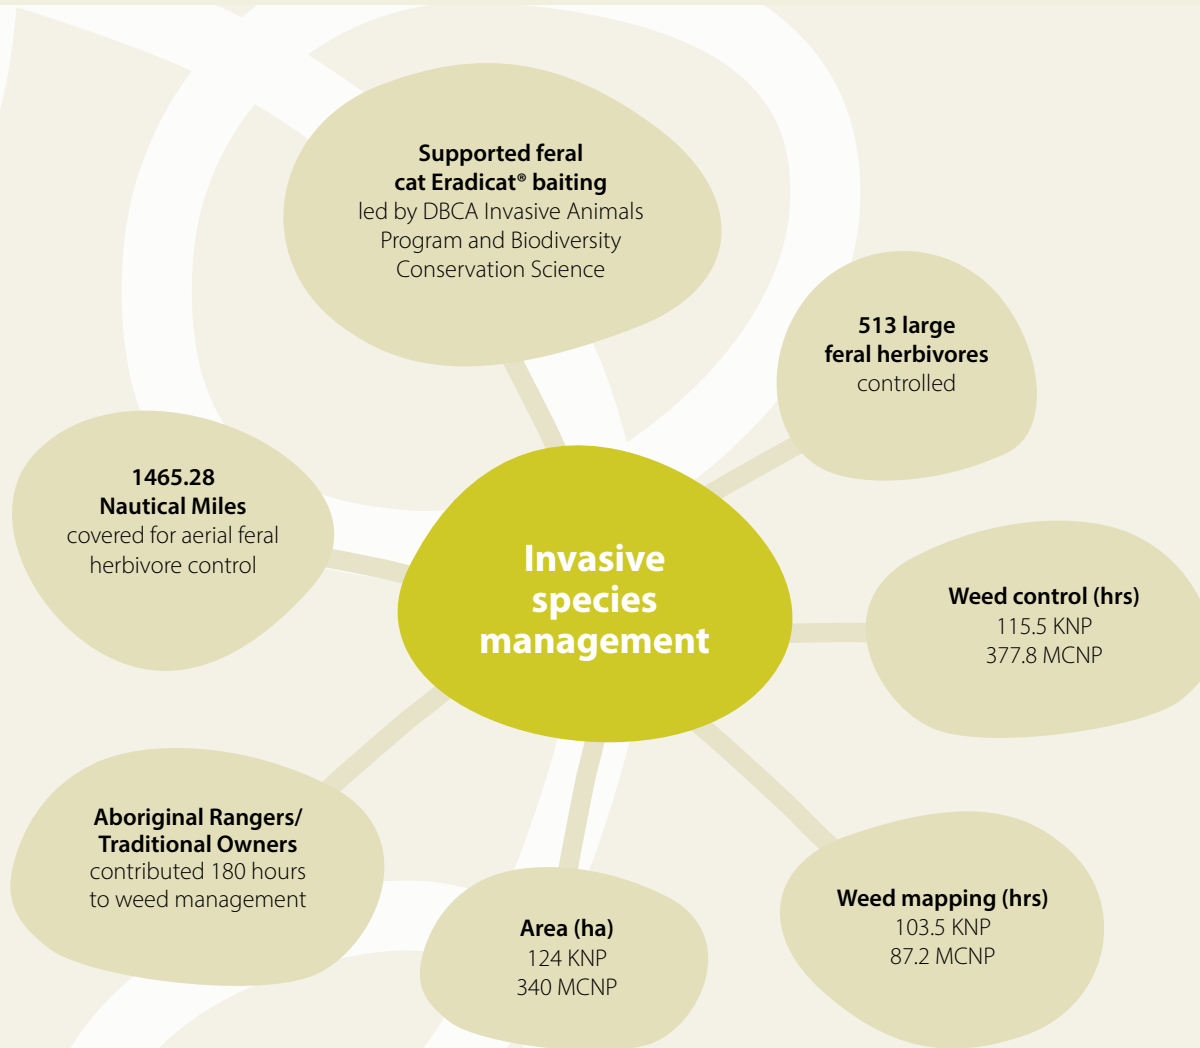 Supported feral
cat Eradicat® baiting
led by DBCA Invasive Animals
Program and Biodiversity
Conservation Science
513 large
feral herbivores
controlled
1465.28
Nautical Miles
covered for aerial feral
herbivore control
Invasive
species
management
Weed control (hrs)
115.5 KNP
377.8 MCNP
Aboriginal Rangers/
Traditional Owners
contributed 180 hours
to weed management
Area (ha)
124 KNP
340 MCNP
Weed mapping (hrs)
103.5 KNP
87.2 MCNP